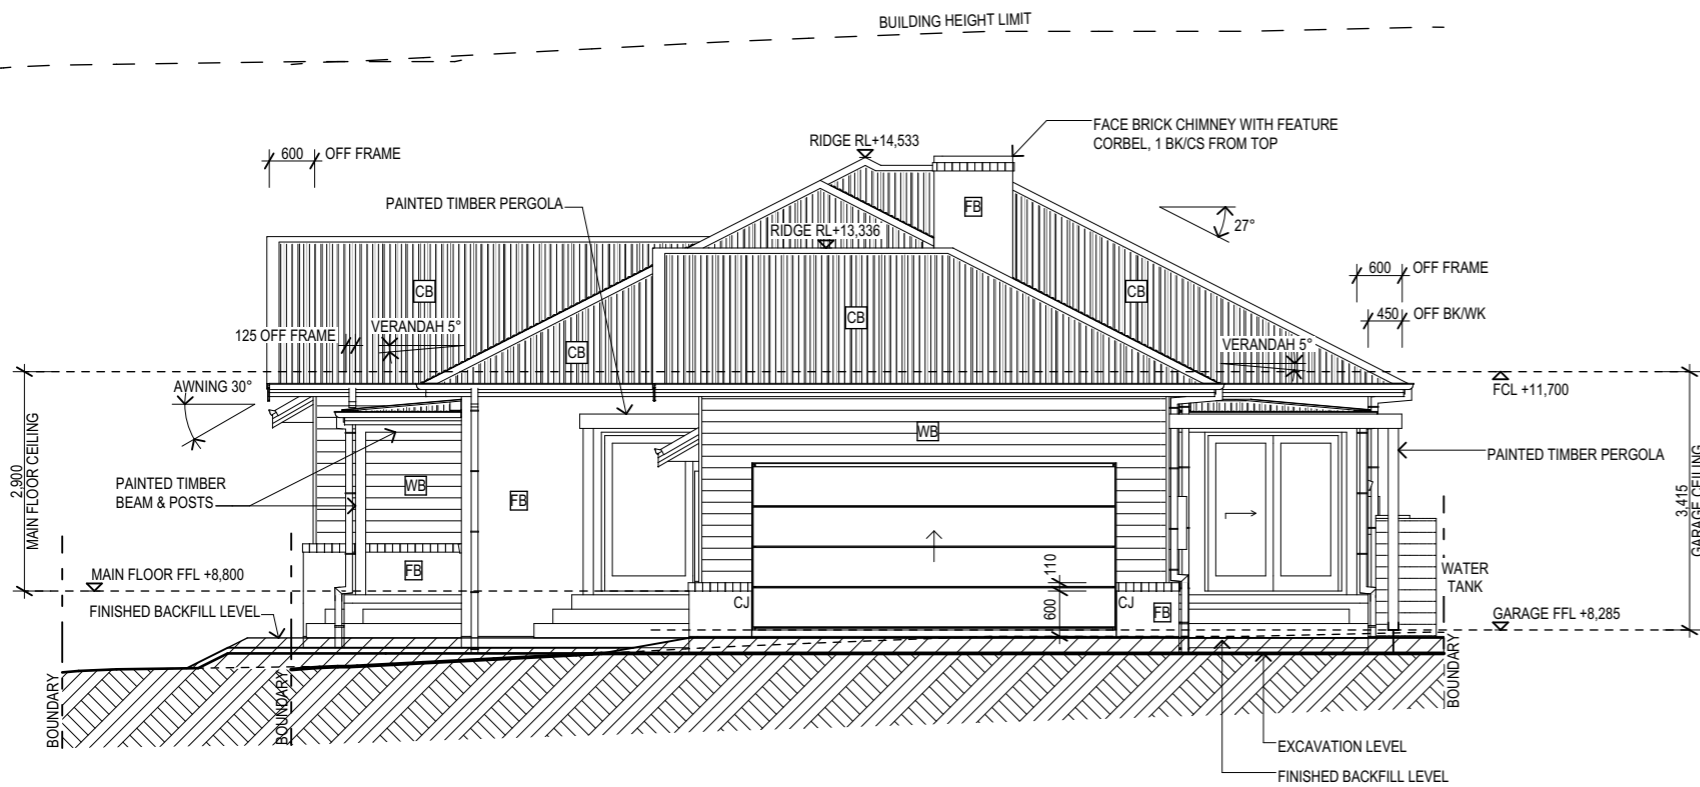 BUILDING HEIGHT LIMIT
FACE BRICK CHIMNEY WITH FEATURE
CORBEL, 1 BK/CS FROM TOP
RIDGE RL+14,533
600 OFF FRAME
PAINTED TIMBER PERGOLA
FB
27°
RIDGE RL+13,336
600 OFF FRAME
CB
CB
CB
450 OFF BK/WK
125 OFF FRAME
VERANDAH 5°
CB
VERANDAH 5°
AWNING 30°
FCL +11,700
2,900
MAIN FLOOR CEILING
WB
PAINTED TIMBER PERGOLA
PAINTED TIMBER
BEAM & POSTS
WB
FB
3,415
GARAGE CEILING
MAIN FLOOR FFL +8,800
FB
110
WATER
TANK
FINISHED BACKFILL LEVEL
CJ
600
CJ
FB
GARAGE FFL +8,285
BOUNDARY
BOUNDARY
BOUNDARY
EXCAVATION LEVEL
FINISHED BACKFILL LEVEL